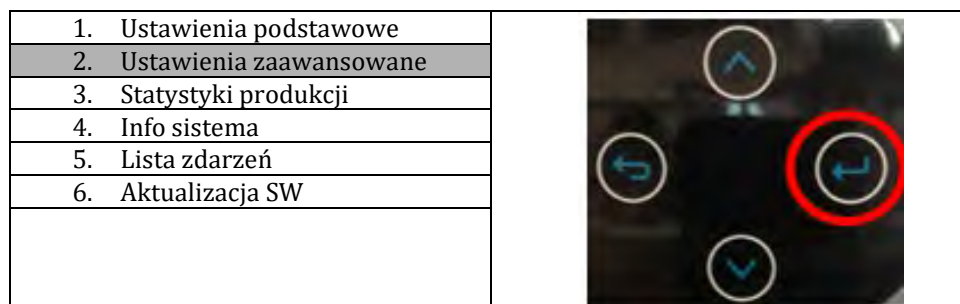 1. Ustawienia podstawowe
2. Ustawienia zaawansowane
3. Statystyki produkcji
4. Info sistema
5. Lista zdarzeń
6. Aktualizacja SW